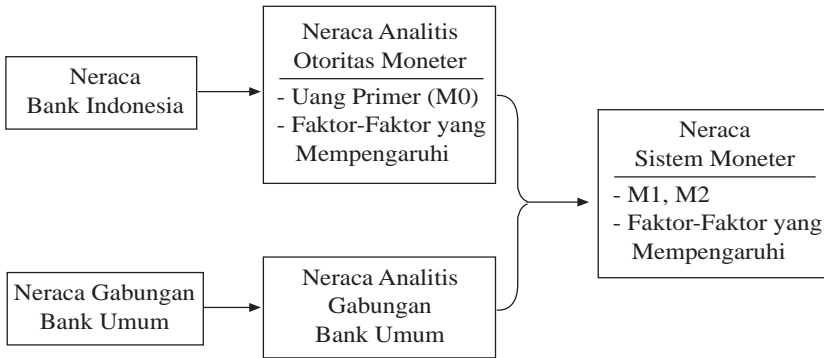 Neraca
Bank Indonesia
Neraca Analitis
Otoritas Moneter
- Uang Primer (M0)
- Faktor-Faktor yang
Mempengaruhi
Neraca
Sistem Moneter
- M1, M2
- Faktor-Faktor yang
Mempengaruhi
Neraca Gabungan
Bank Umum
Neraca Analitis
Gabungan
Bank Umum